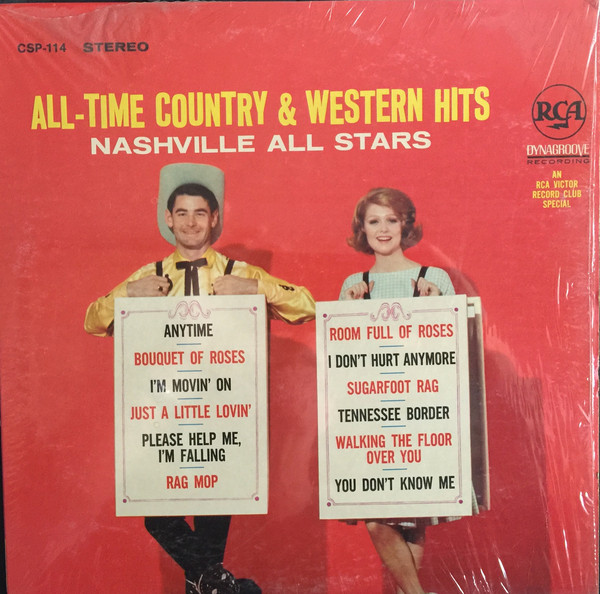 CSP-114 STEREO
ALL-TIME COUNTRY & WESTERN HITS
NASHVILLE ALL STARS
RCA
DYNAGROOVE
RECORDING
AN
RCA VICTOR
RECORD CLUB
SPECIAL
ANYTIME
BOUQUET OF ROSES
I'M MOVIN' ON
JUST A LITTLE LOVIN'
PLEASE HELP ME,
I'M FALLING
RAG MOP
ROOM FULL OF ROSES
I DON'T HURT ANYMORE
SUGARFOOT RAG
TENNESSEE BORDER
WALKING THE FLOOR
OVER YOU
YOU DON'T KNOW ME